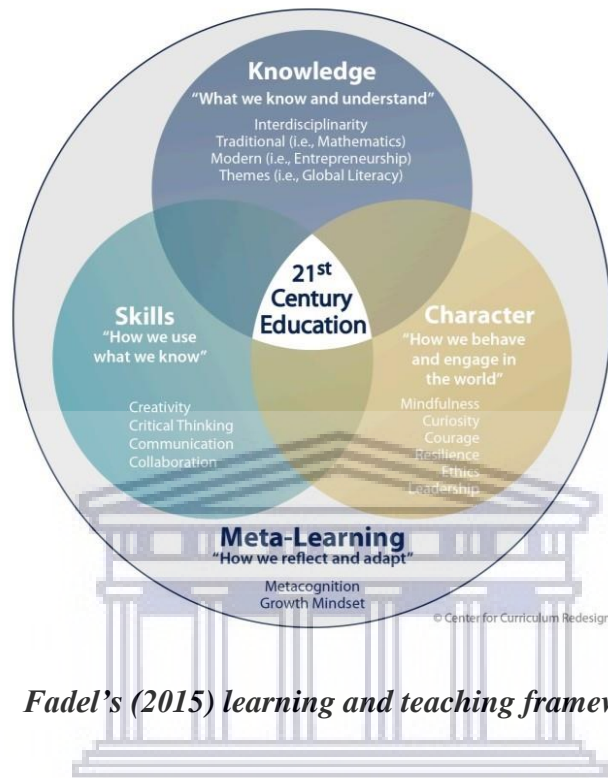 Knowledge
"What we know and understand"
Interdisciplinarity
Traditional (i.e., Mathematics)
Modern (i.e., Entrepreneurship)
Themes (i.e., Global Literacy)
21st
Century
Education
Skills
"How we use
what we know"
Creativity
Critical Thinking
Communication
Collaboration
Character
"How we behave
and engage in
the world"
Mindfulness
Curiosity
Courage
Resilience
Ethics
Leadership
Meta-Learning
"How we reflect and adapt"
Metacognition
Growth Mindset
© Center for Curriculum Redesign
Fadel's (2015) learning and teaching